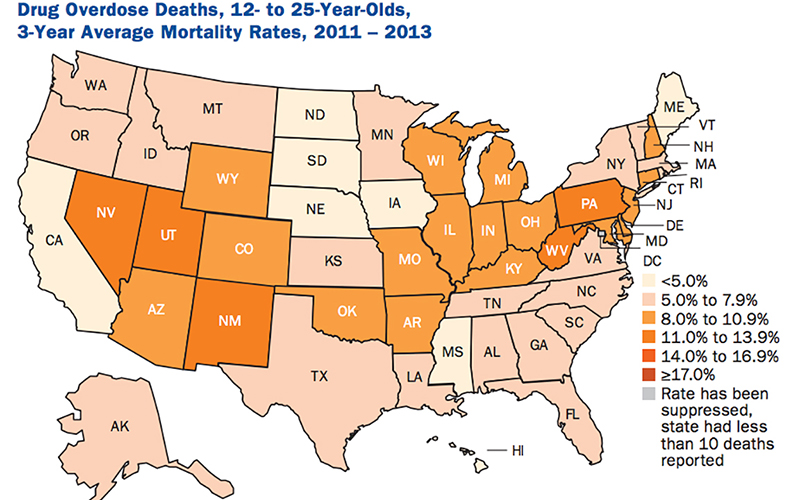 Drug Overdose Deaths, 12- to 25-Year-Olds,
3-Year Average Mortality Rates, 2011 – 2013
WA
MT
ND
MN
ME
VT
OR
ID
SD
WI
MI
NY
NH
MA
WY
RI
CT
NV
NE
IA
PA
NJ
CA
UT
CO
IL
IN
OH
DE
MD
KS
MO
WV
VA
DC
KY
AZ
NM
OK
AR
TN
NC
SC
MS
AL
GA
TX
LA
FL
AK
HI
<5.0%
5.0% to 7.9%
8.0% to 10.9%
11.0% to 13.9%
14.0% to 16.9%
≥17.0%
Rate has been
suppressed,
state had less
than 10 deaths
reported